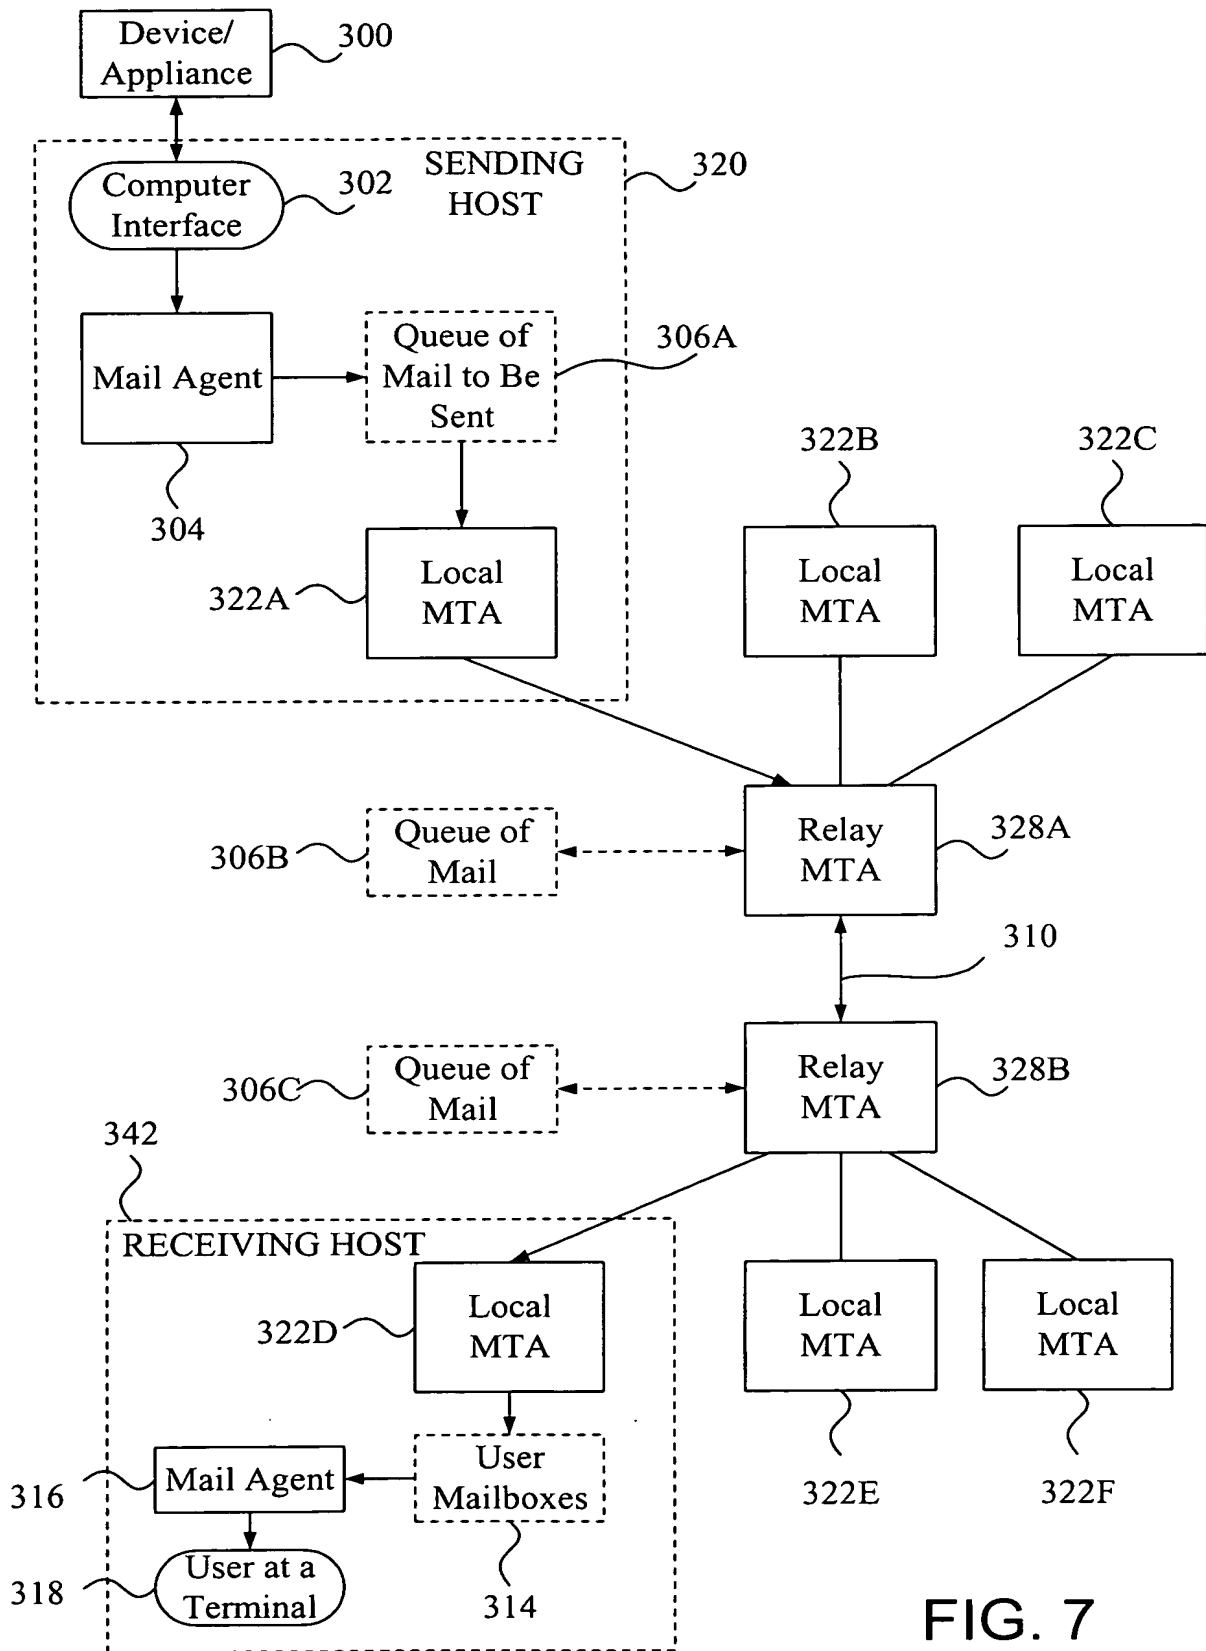 Device/
Appliance
300
SENDING
HOST
320
Computer
Interface
302
Mail Agent
304
Queue of
Mail to Be
Sent
306A
Local
MTA
322A
322B
Local
MTA
322C
Local
MTA
Queue of
Mail
306B
Relay
MTA
328A
310
Queue of
Mail
306C
Relay
MTA
328B
342
RECEIVING HOST
Local
MTA
322D
Local
MTA
322E
Local
MTA
322F
User
Mailboxes
314
Mail Agent
316
User at a
Terminal
318
FIG. 7